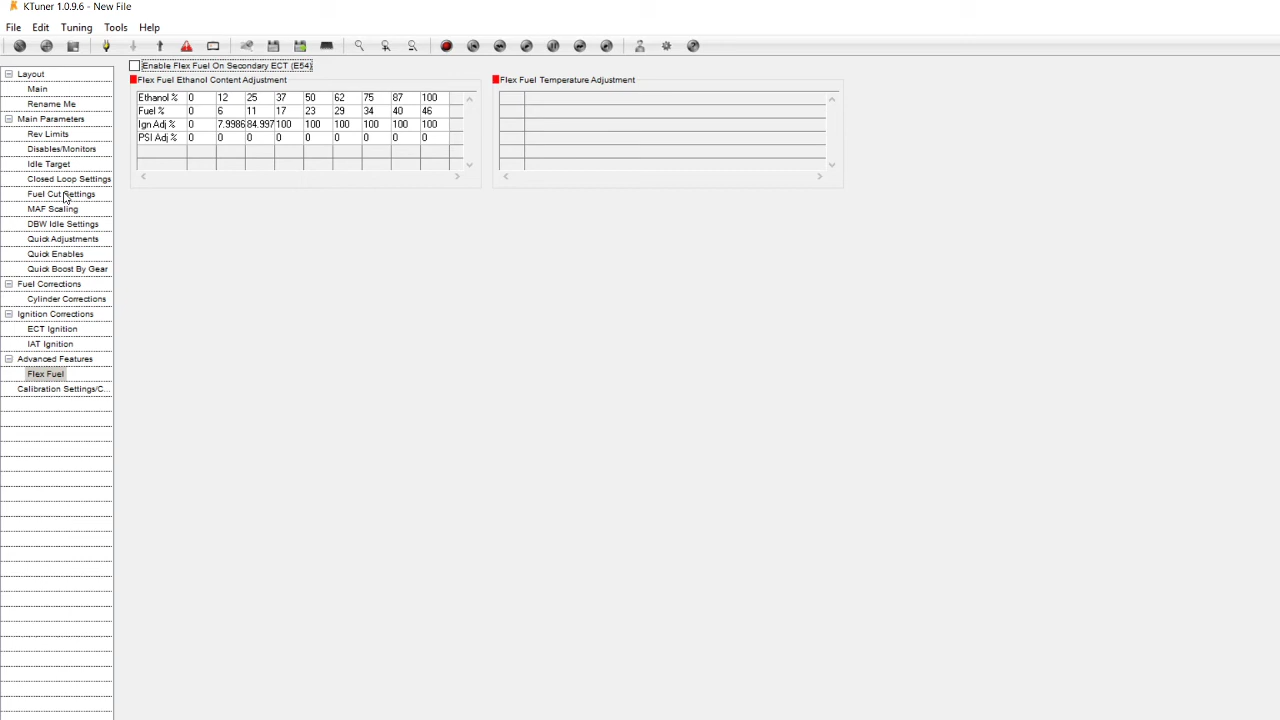 KTuner 1.0.9.6 - New File
File Edit Tuning Tools Help
Layout
Main
Rename Me
Main Parameters
Rev Limits
Disables/Monitors
Idle Target
Closed Loop Settings
Fuel Cut Settings
MAF Scaling
DBW Idle Settings
Quick Adjustments
Quick Enables
Quick Boost By Gear
Fuel Corrections
Cylinder Corrections
Ignition Corrections
ECT Ignition
IAT Ignition
Advanced Features
Flex Fuel
Calibration Settings/C...
Enable Flex Fuel On Secondary ECT (E54)
Flex Fuel Ethanol Content Adjustment
Ethanol % 0 12 25 37 50 62 75 87 100
Fuel % 0 6 11 17 23 29 34 40 46
Ign Adj % 0 7.9986 84.997 100 100 100 100 100 100
PSI Adj % 0 0 0 0 0 0 0 0 0
Flex Fuel Temperature Adjustment